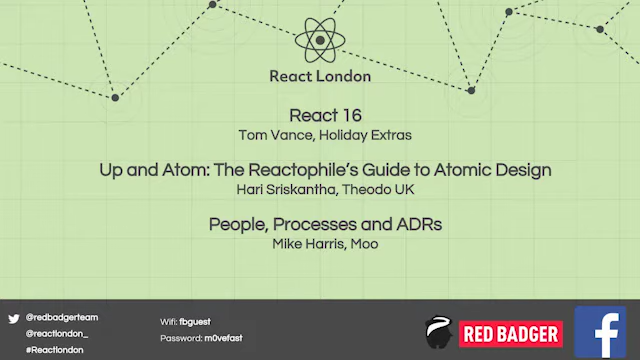 React London
React 16
Tom Vance, Holiday Extras
Up and Atom: The Reactophile's Guide to Atomic Design
Hari Sriskantha, Theodo UK
People, Processes and ADRs
Mike Harris, Moo
@redbadgerteam
@reactlondon_
#Reactlondon
Wifi: fbguest
Password: m0vefast
RED BADGER
f